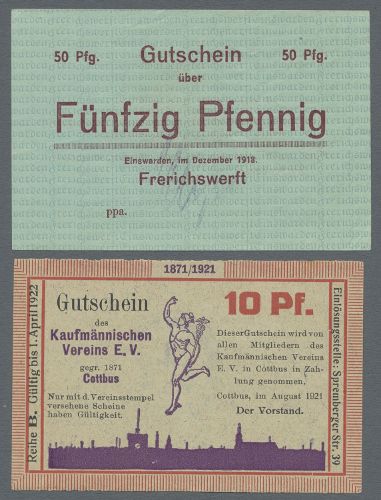 50 Pfg. Gutschein 50 Pfg.
über
Fünfzig Pfennig
Einswarden, im Dezember 1918.
Frerichswerft
ppa.
1871/1921
Reihe B. Gültig bis 1. April 1922
Gutschein
des
Kaufmännischen
Vereins E. V.
gegr. 1871
Cottbus
Nur mit d. Vereinsstempel
versehene Scheine
haben Gültigkeit.
10 Pf.
Dieser Gutschein wird von
allen Mitgliedern des
Kaufmännischen Vereins
E. V. in Cottbus in Zah-
lung genommen.
Cottbus, im August 1921
Der Vorstand.
Einlösungsstelle: Spremberger Str. 39